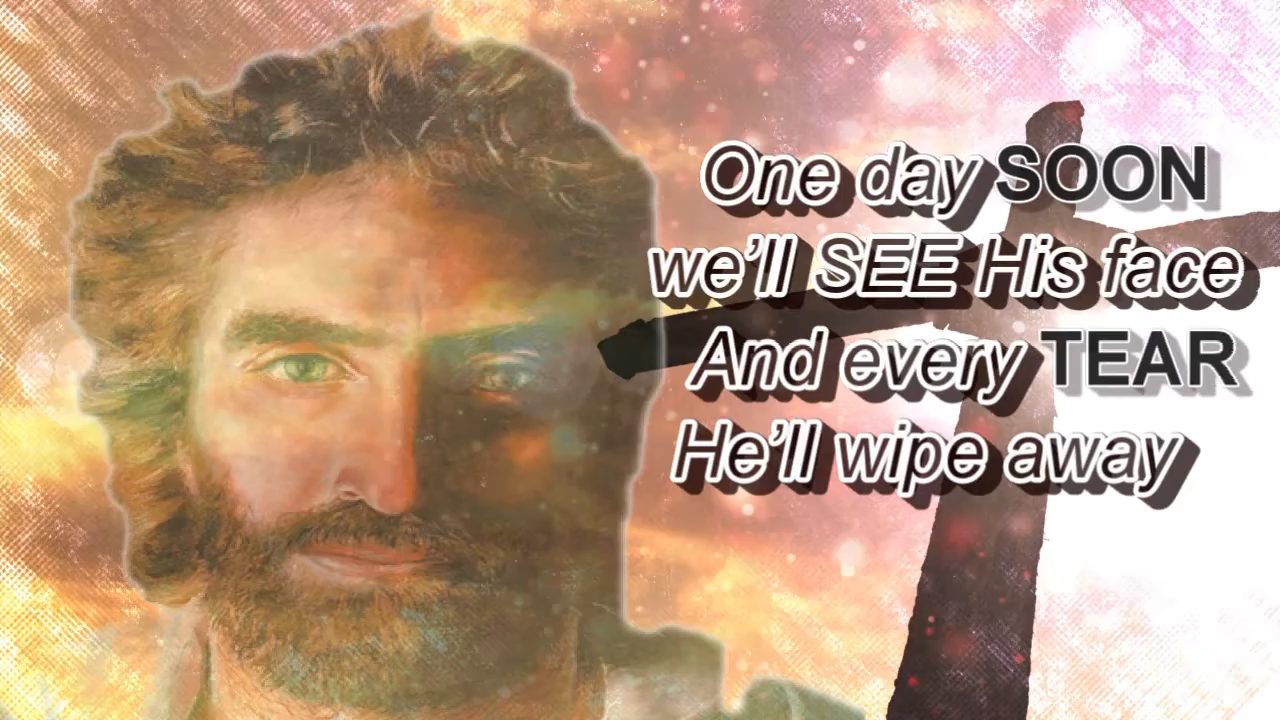 One day SOON
we’ll SEE His face
And every TEAR
He’ll wipe away